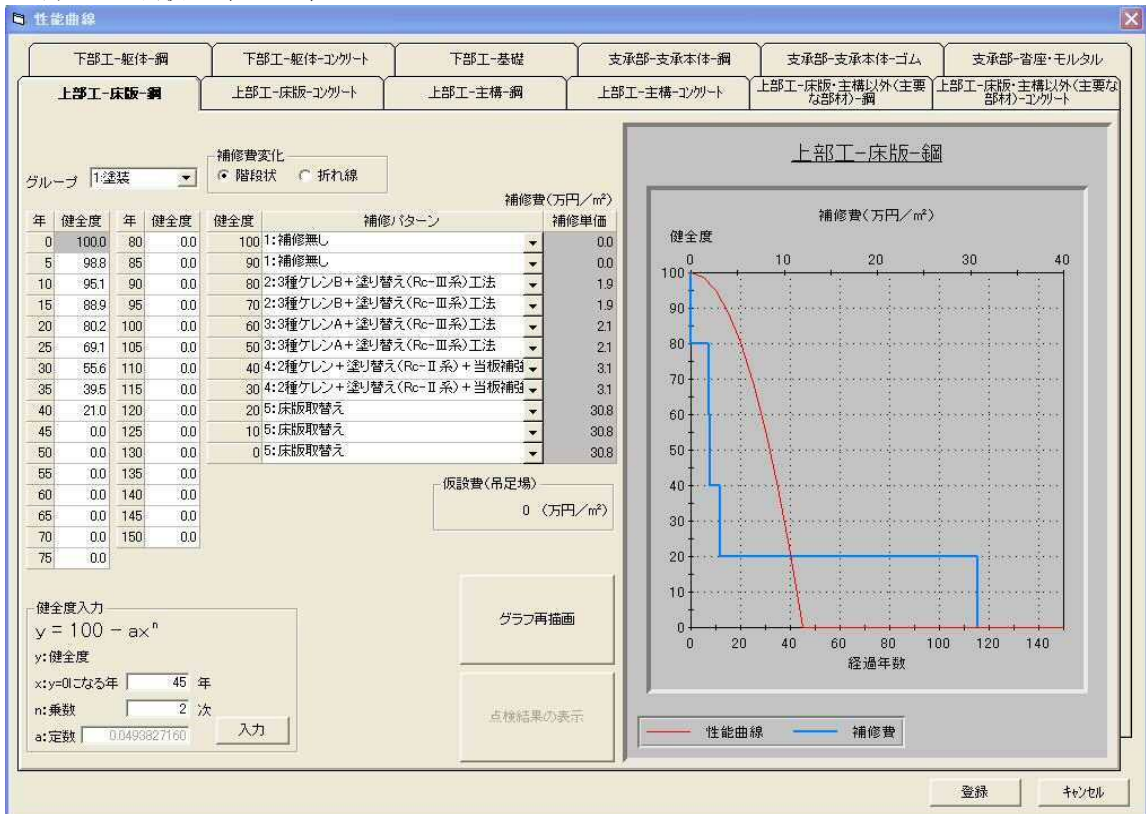 性能曲線
下部工-躯体-鋼 下部工-躯体-コンクリート 下部工-基礎 支承部-支承本体-鋼 支承部-支承本体-ゴム 支承部-沓座・モルタル
上部工-床版-鋼 上部工-床版-コンクリート 上部工-主構-鋼 上部工-主構-コンクリート 上部工-床版・主構以外(主要な部材)-鋼 上部工-床版・主構以外(主要な部材)-コンクリート
グループ 1:塗装
補修費変化
階段状 折れ線
補修費(万円/m²)
年 健全度 年 健全度 健全度 補修パターン 補修単価
0 100.0 80 0.0 100 1:補修無し 0.0
5 98.8 85 0.0 90 1:補修無し 0.0
10 95.1 90 0.0 80 2:3種ケレンB+塗り替え(Rc-Ⅲ系)工法 1.9
15 88.9 95 0.0 70 2:3種ケレンB+塗り替え(Rc-Ⅲ系)工法 1.9
20 80.2 100 0.0 60 3:3種ケレンA+塗り替え(Rc-Ⅲ系)工法 2.1
25 69.1 105 0.0 50 3:3種ケレンA+塗り替え(Rc-Ⅲ系)工法 2.1
30 55.6 110 0.0 40 4:2種ケレン+塗り替え(Rc-Ⅱ系)+当板補強 3.1
35 39.5 115 0.0 30 4:2種ケレン+塗り替え(Rc-Ⅱ系)+当板補強 3.1
40 21.0 120 0.0 20 5:床版取替え 30.8
45 0.0 125 0.0 10 5:床版取替え 30.8
50 0.0 130 0.0 0 5:床版取替え 30.8
55 0.0 135 0.0
60 0.0 140 0.0
65 0.0 145 0.0
70 0.0 150 0.0
75 0.0
仮設費(吊足場)
0 (万円/m²)
健全度入力
y = 100 - axⁿ
y:健全度
x:y=0になる年 45 年
n:乗数 2 次
a:定数 0.0493827160
入力
グラフ再描画
点検結果の表示
上部工-床版-鋼
補修費(万円/m²)
健全度
0 10 20 30 40
100
90
80
70
60
50
40
30
20
10
0
0 20 40 60 80 100 120 140
経過年数
性能曲線 補修費
登録 キャンセル